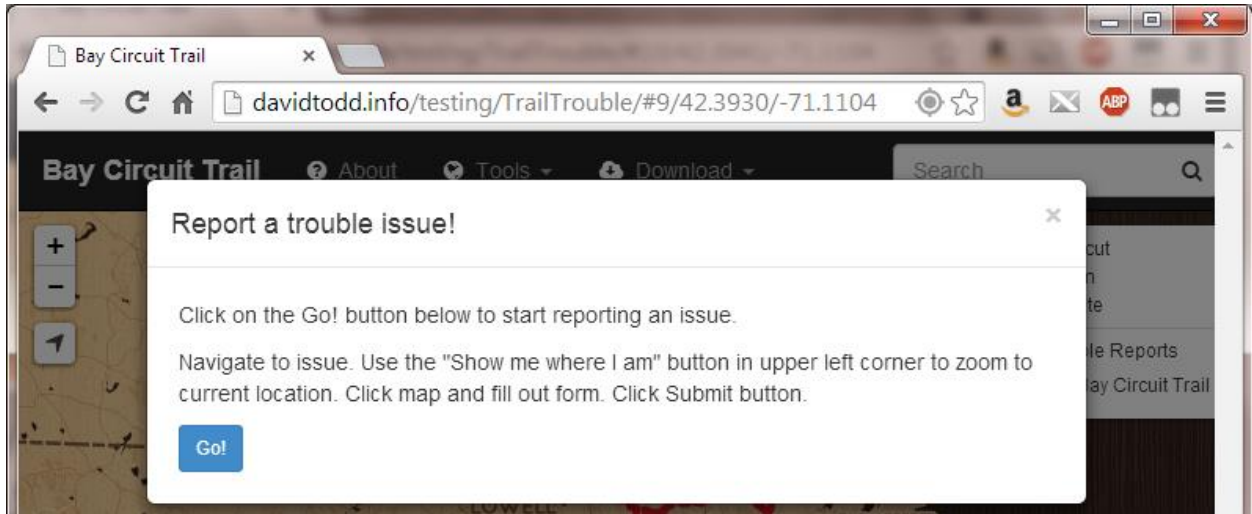 Bay Circuit Trail
davidtodd.info/testing/TrailTrouble/#9/42.3930/-71.1104
a
ABP
Bay Circuit Trail About Tools Download Search
Report a trouble issue!
Click on the Go! button below to start reporting an issue.
Navigate to issue. Use the "Show me where I am" button in upper left corner to zoom to
current location. Click map and fill out form. Click Submit button.
Go!
+
−
Reports
Circuit Trail
LOWELL